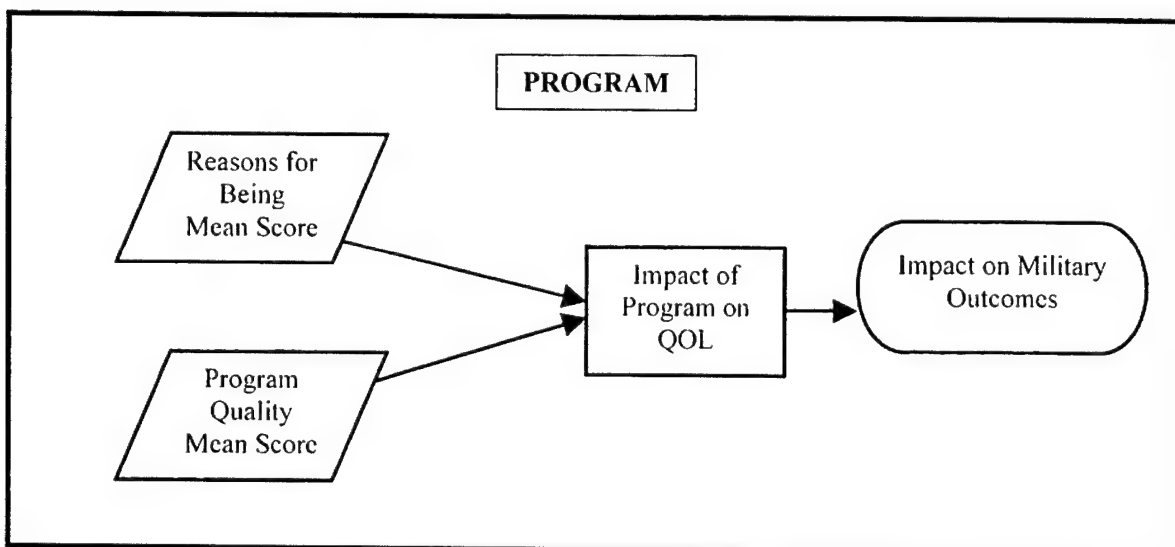 PROGRAM
Reasons for
Being
Mean Score
Impact of
Program on
QOL
Impact on Military
Outcomes
Program
Quality
Mean Score